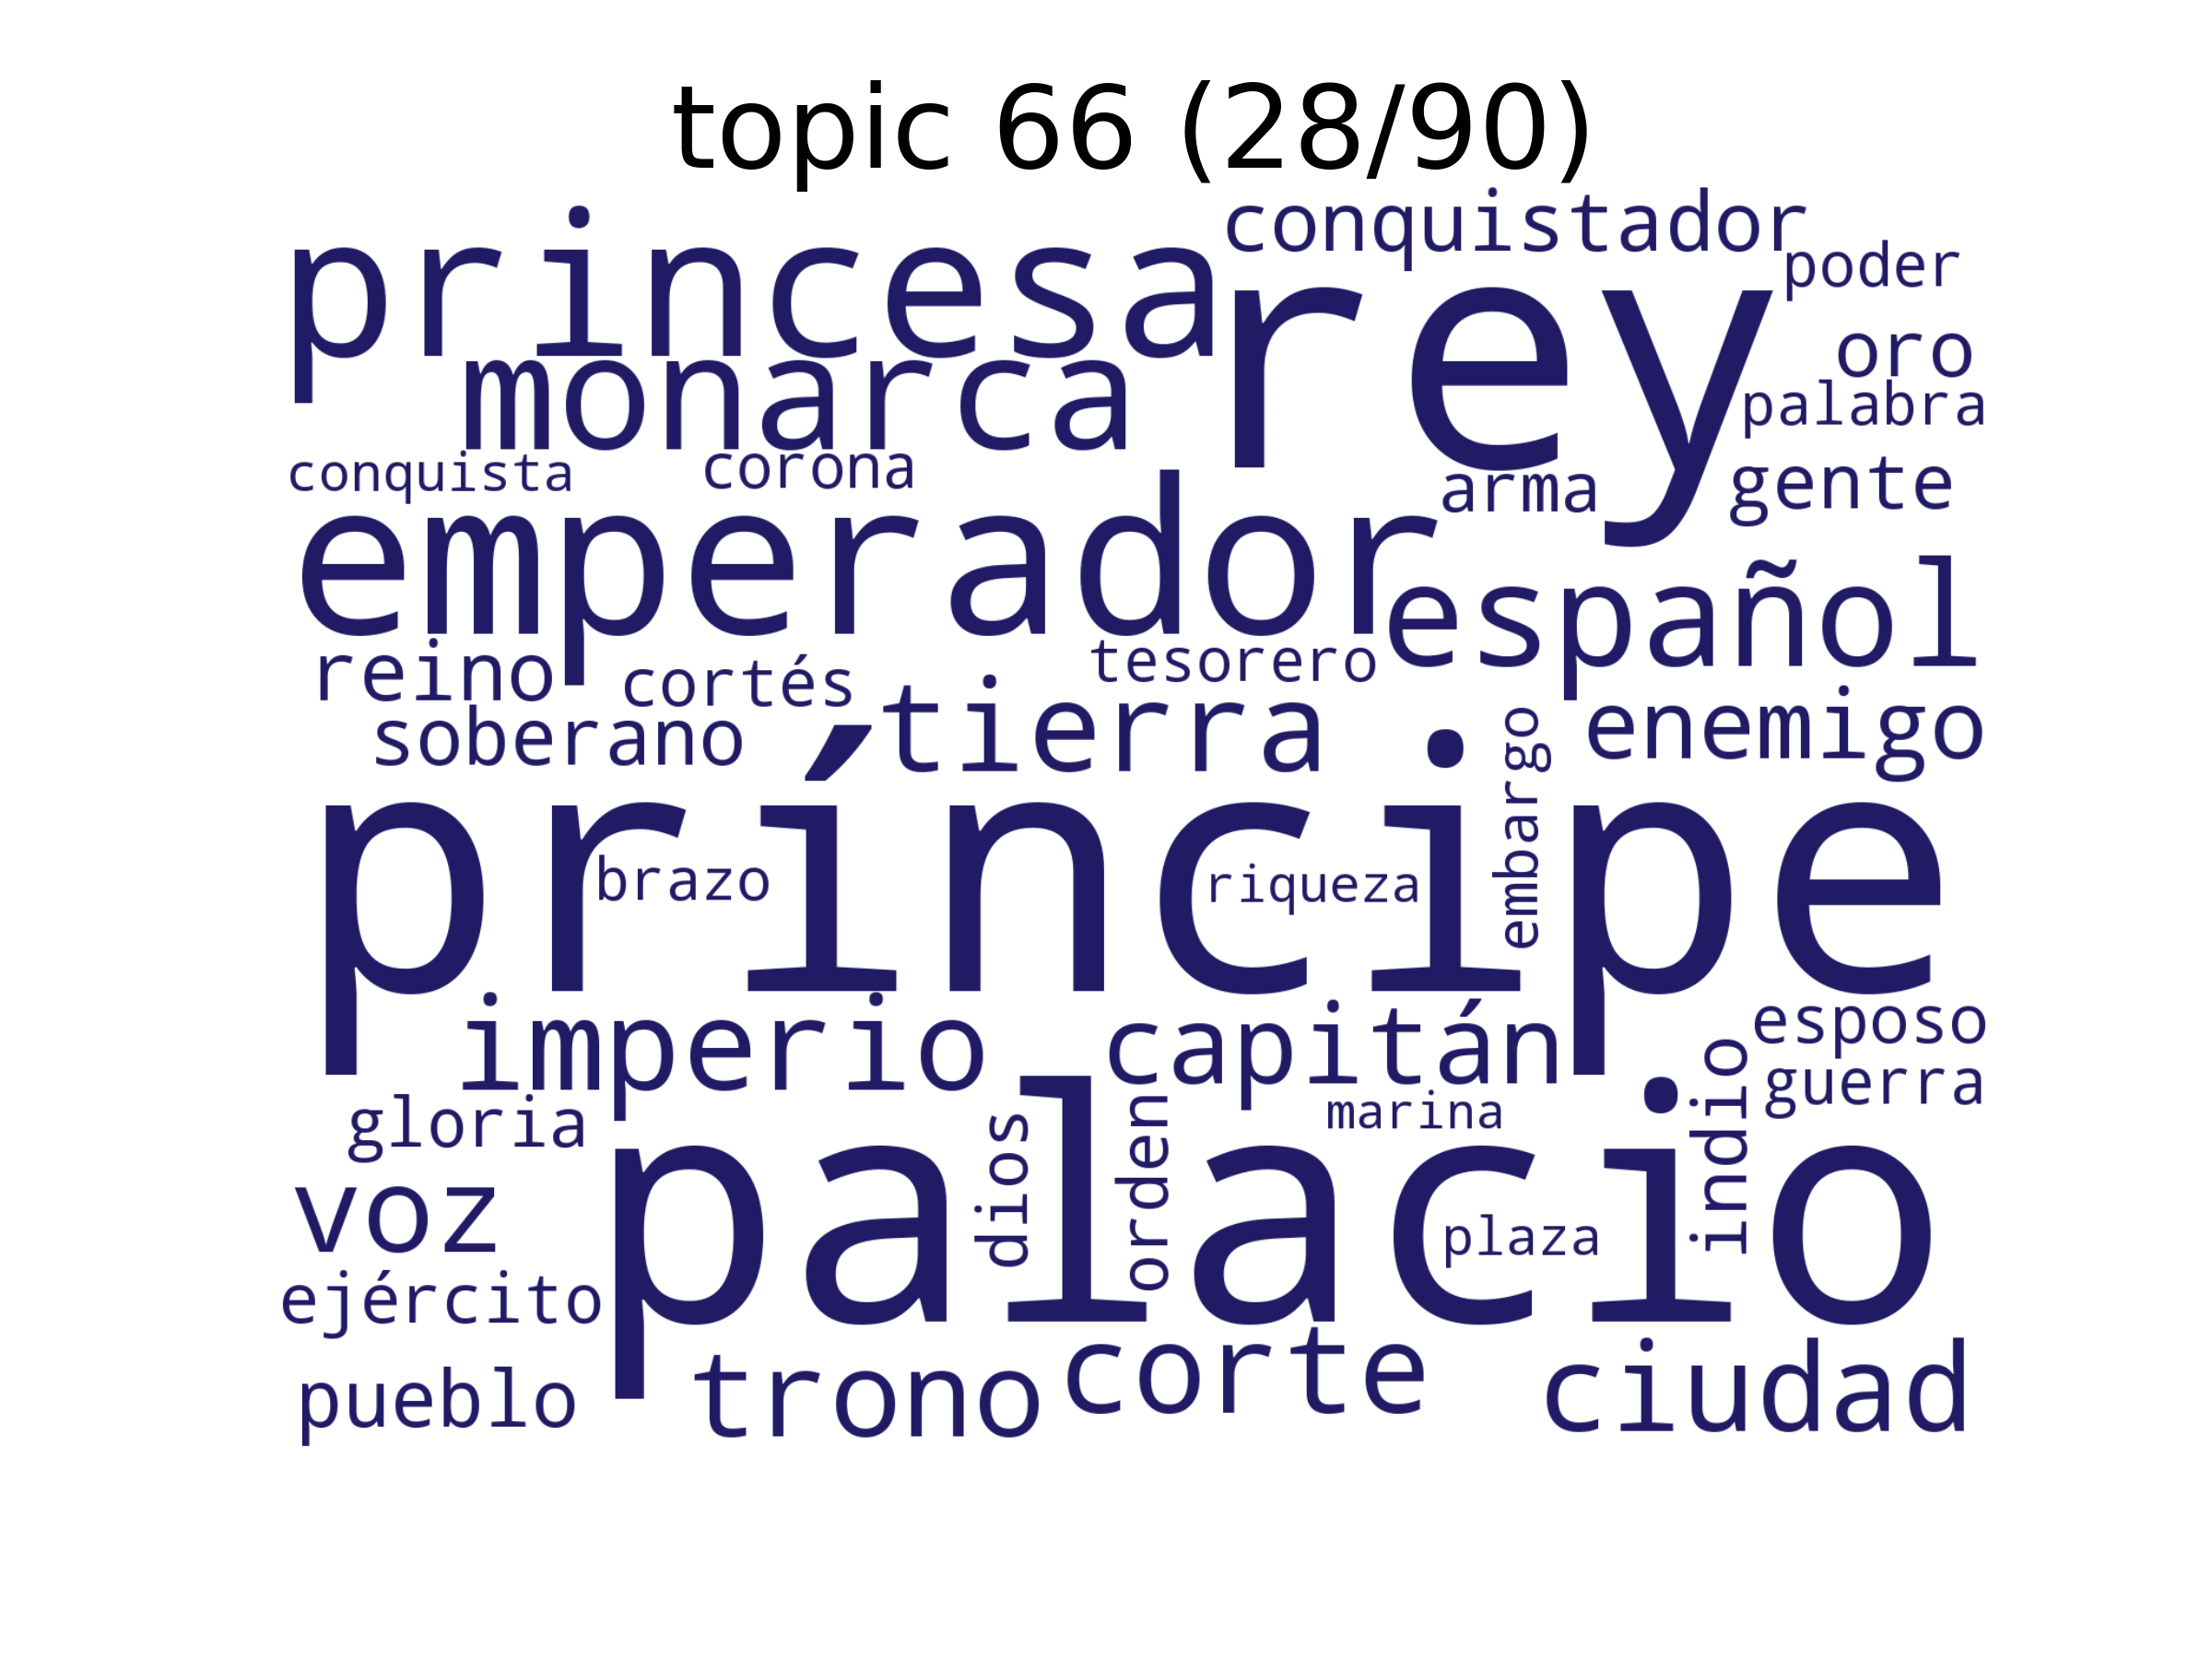 topic 66 (28/90)
princesa
conquistador
poder
rey
monarca
oro
palabra
conquista
corona
arma
gente
emperador
español
reino
cortés
tesorero
soberano
tierra
embargo
enemigo
príncipe
brazo
riqueza
imperio
capitán
esposo
gloria
dios
orden
marina
indio
guerra
palacio
voz
plaza
ejército
pueblo
trono
corte
ciudad